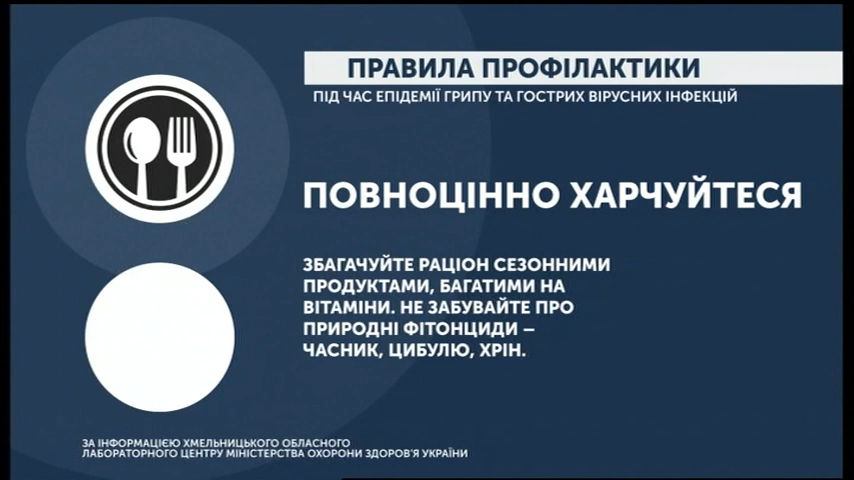 ПРАВИЛА ПРОФІЛАКТИКИ
ПІД ЧАС ЕПІДЕМІЇ ГРИПУ ТА ГОСТРИХ ВІРУСНИХ ІНФЕКЦІЙ
ПОВНОЦІННО ХАРЧУЙТЕСЯ
ЗБАГАЧУЙТЕ РАЦІОН СЕЗОННИМИ
ПРОДУКТАМИ, БАГАТИМИ НА
ВІТАМІНИ. НЕ ЗАБУВАЙТЕ ПРО
ПРИРОДНІ ФІТОНЦИДИ –
ЧАСНИК, ЦИБУЛЮ, ХРІН.
ЗА ІНФОРМАЦІЄЮ ХМЕЛЬНИЦЬКОГО ОБЛАСНОГО
ЛАБОРАТОРНОГО ЦЕНТРУ МІНІСТЕРСТВА ОХОРОНИ ЗДОРОВ'Я УКРАЇНИ